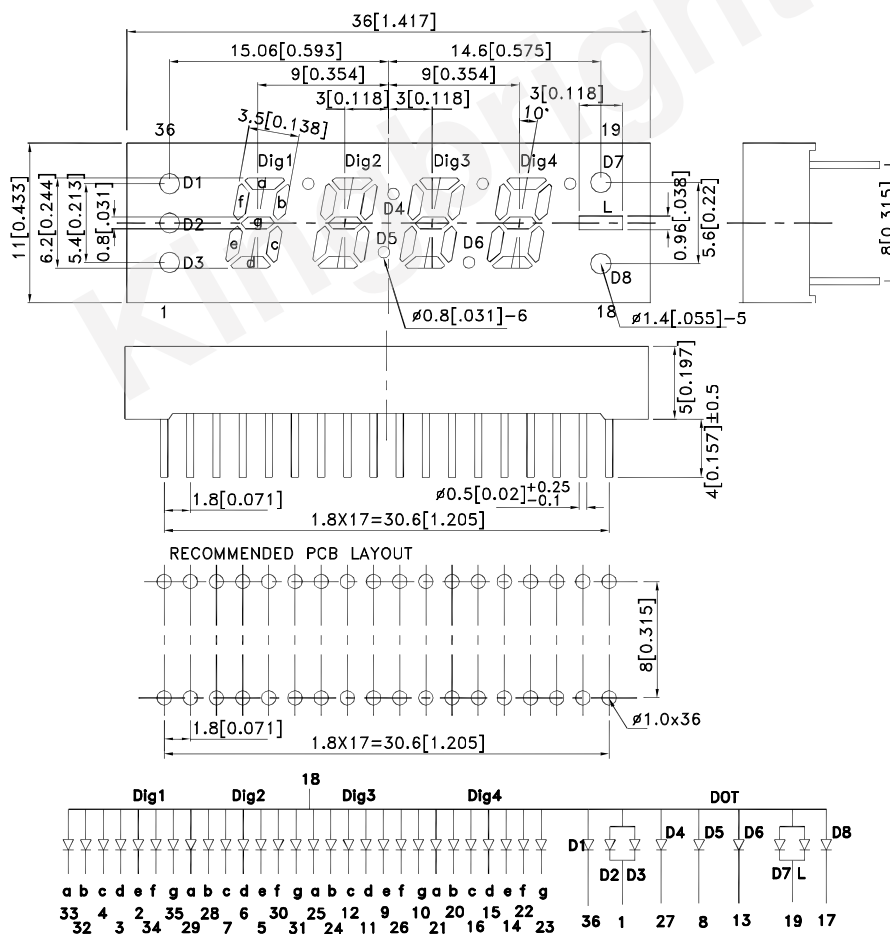 36[1.417]
15.06[0.593] 14.6[0.575]
9[0.354] 9[0.354]
3[0.118] 3[0.118] 3[0.118]
3.5[0.138] 10°
36 19
Dig1 Dig2 Dig3 Dig4
D1 a D7
f b D4 L
D2 g
e c D5 D6
D3 d D8
11[0.433]
6.2[0.244]
5.4[0.213]
0.8[.031]
0.96[.038]
5.6[0.22]
8[0.315]
1 18
ø0.8[.031]-6 ø1.4[.055]-5
Kingbright
5[0.197]
4[0.157]±0.5
1.8[0.071] ø0.5[0.02]+0.25 -0.1
1.8X17=30.6[1.205]
RECOMMENDED PCB LAYOUT
8[0.315]
1.8[0.071] ø1.0x36
1.8X17=30.6[1.205]
18
Dig1 Dig2 Dig3 Dig4 DOT
D1 D2 D3 D4 D5 D6 D7 L D8
a b c d e f g a b c d e f g a b c d e f g a b c d e f g
33 32 4 3 2 34 35 29 28 7 6 5 30 31 25 24 12 11 9 26 10 21 20 16 15 14 22 23 36 1 27 8 13 19 17